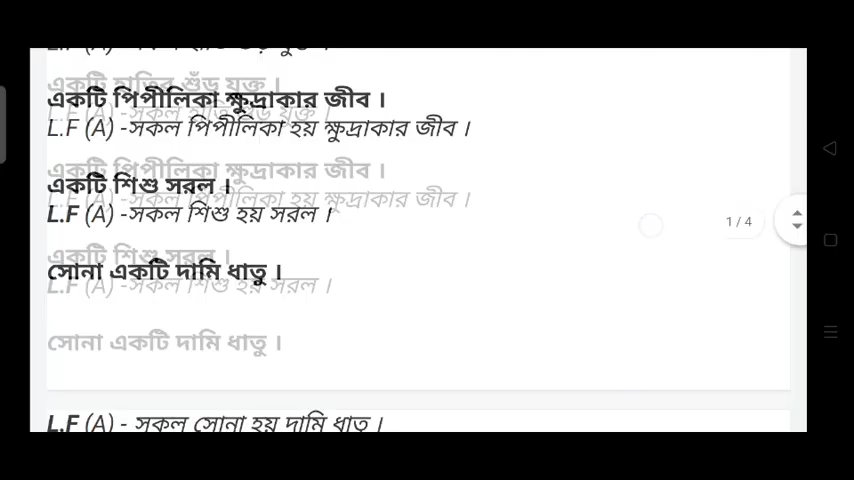 একটি হাতির শুঁড় যুক্ত ।
একটি পিপীলিকা ক্ষুদ্রাকার জীব ।
L.F (A) -সকল পিপীলিকা হয় ক্ষুদ্রাকার জীব ।
একটি শিশু সরল ।
L.F (A) -সকল শিশু হয় সরল ।
1 / 4
সোনা একটি দামি ধাতু ।
L.F (A) - সকল সোনা হয় দামি ধাতু ।